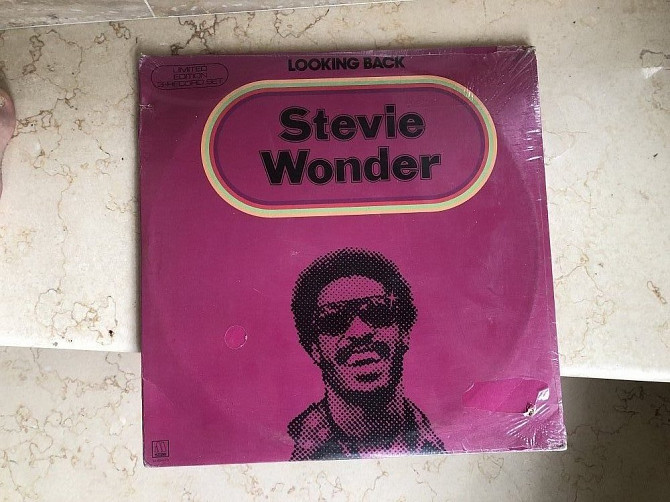 LIMITED
EDITION
3-RECORD SET
LOOKING BACK
Stevie
Wonder